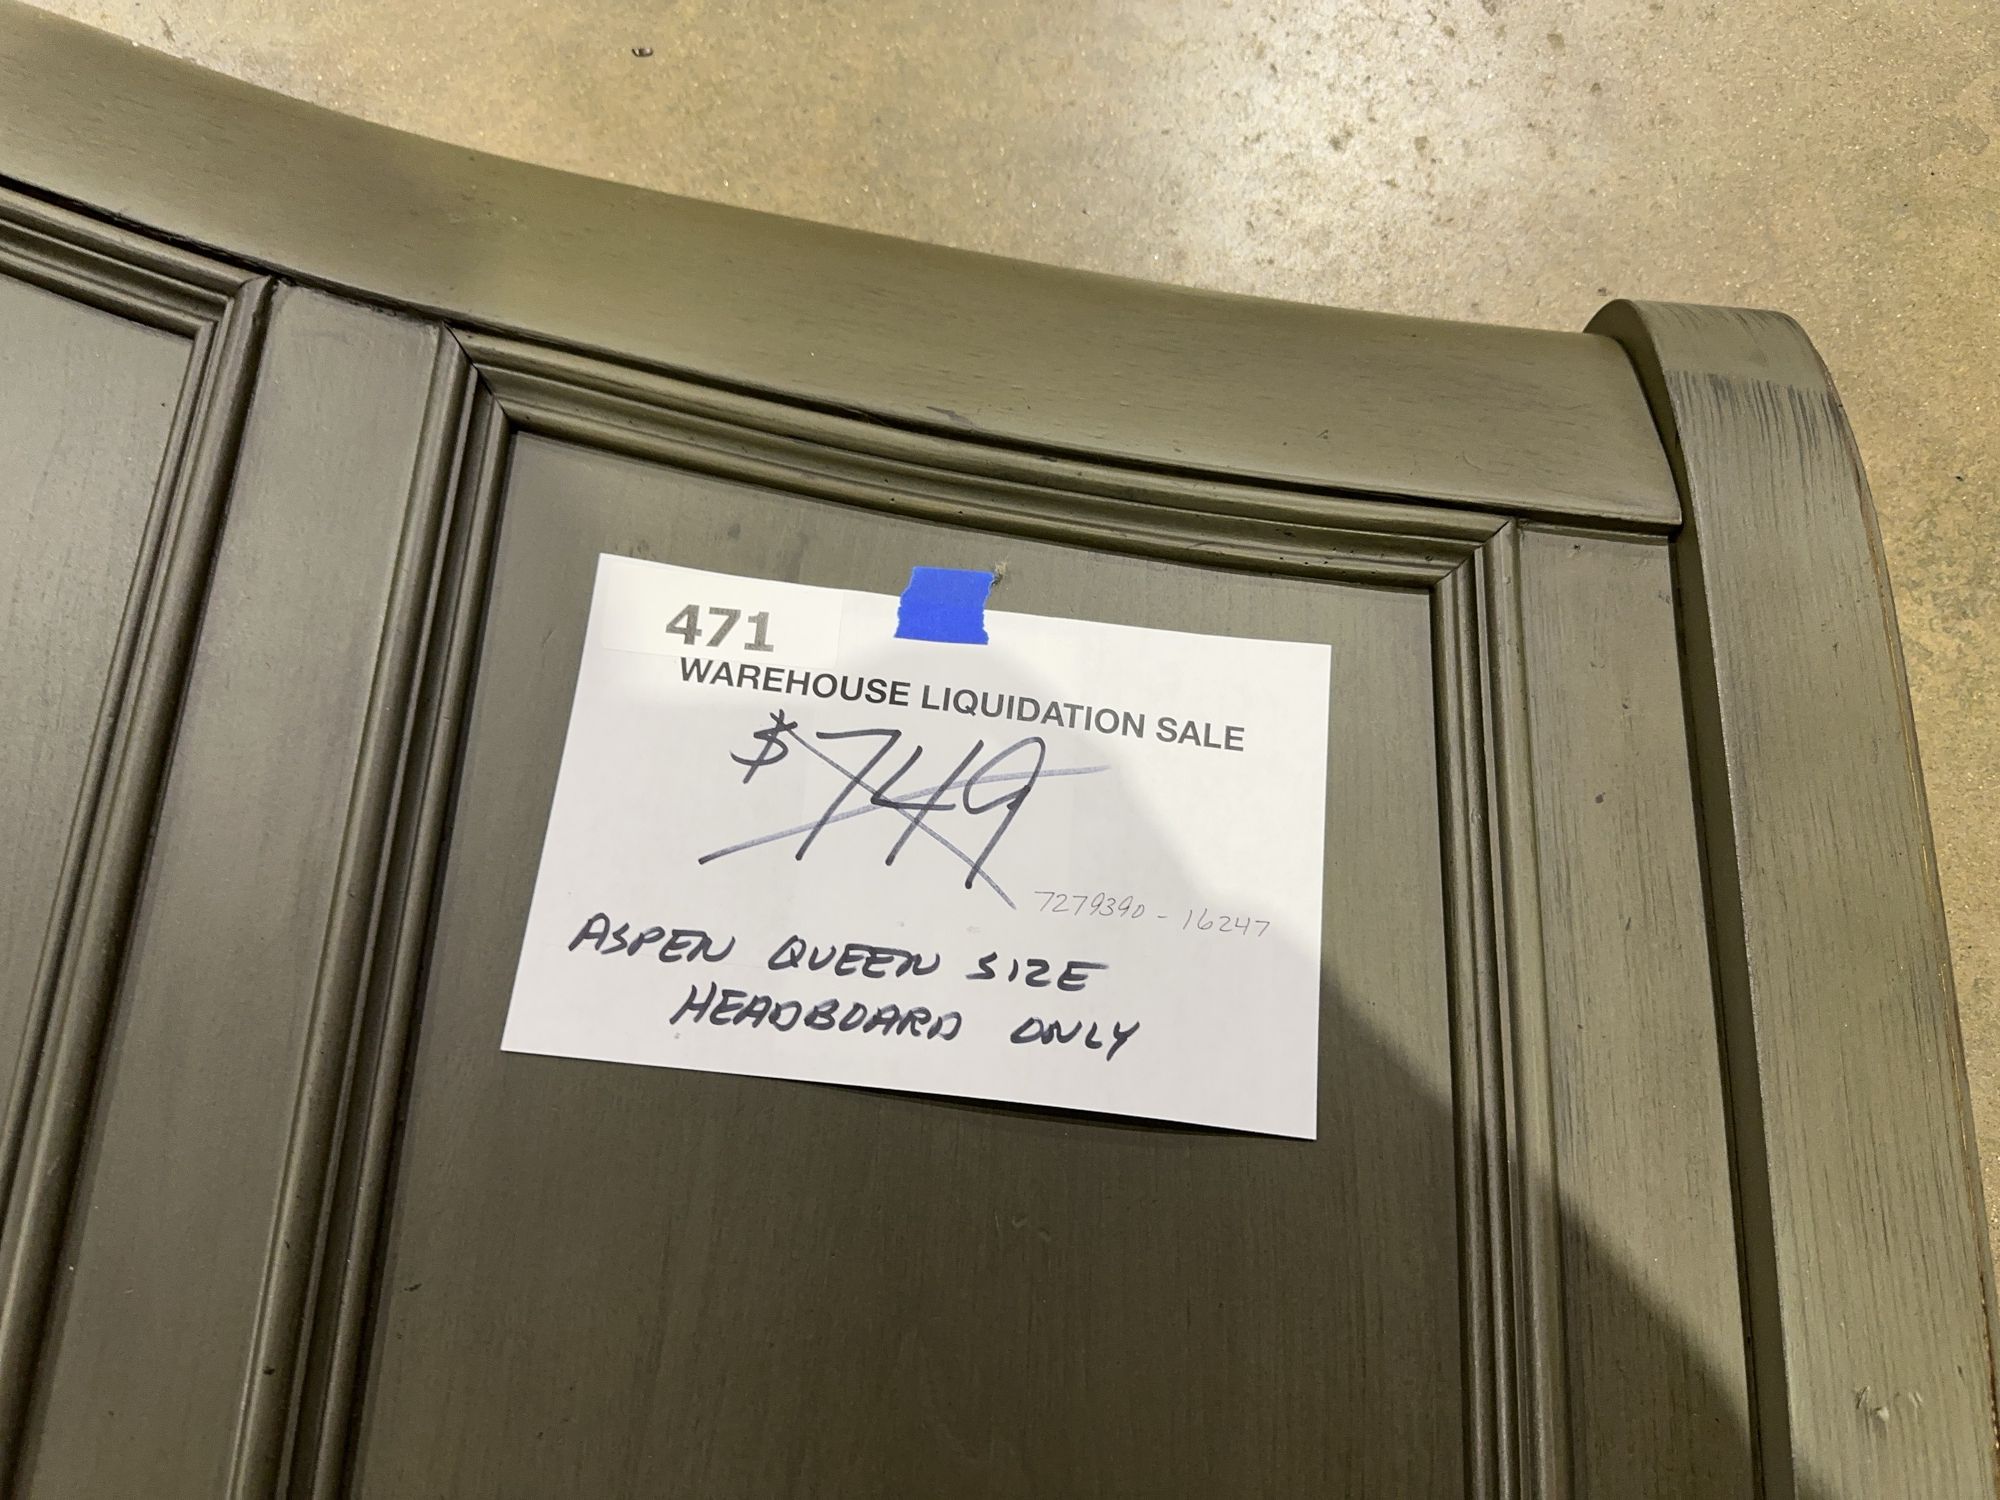 471
WAREHOUSE LIQUIDATION SALE
$749
7279390 - 16247
ASPEN QUEEN SIZE
HEADBOARD ONLY